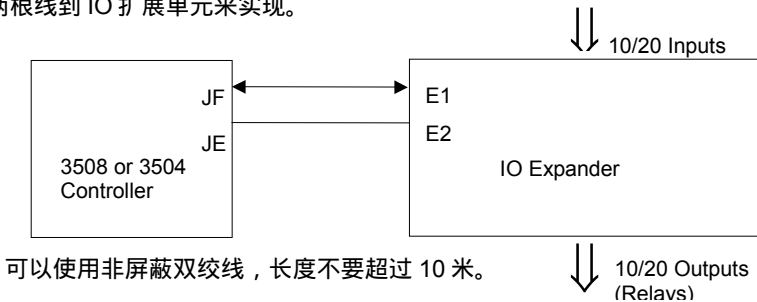 两根线到 IO 扩展单元来实现。
10/20 Inputs
JF
E1
JE
E2
3508 or 3504
Controller
IO Expander
可以使用非屏蔽双绞线，长度不要超过 10 米。
10/20 Outputs
(Relays)